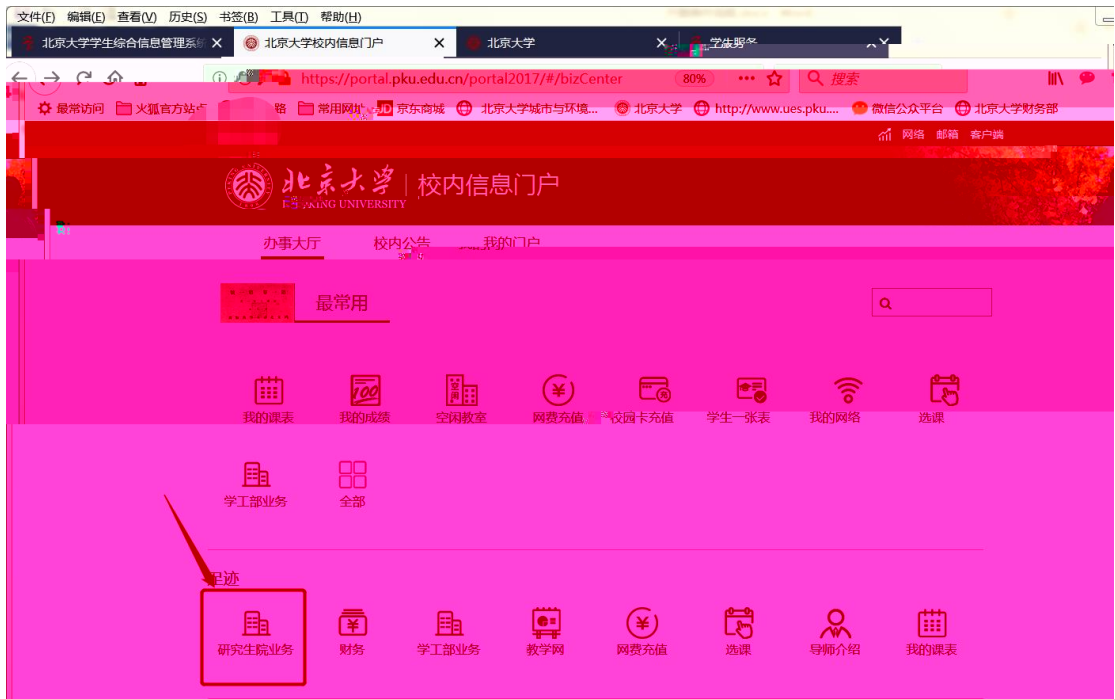 文件(F) 编辑(E) 查看(V) 历史(S) 书签(B) 工具(T) 帮助(H)
北京大学学生综合信息管理系统 北京大学校内信息门户 北京大学 学生服务
https://portal.pku.edu.cn/portal2017/#/bizCenter 80% 搜索
最常访问 火狐官方站点 常用网址 京东商城 北京大学城市与环境... 北京大学 http://www.ues.pku.... 微信公众平台 北京大学财务部
网络 邮箱 客户端
北京大学 校内信息门户
PEKING UNIVERSITY
办事大厅 校内公告 我的门户
最常用
我的课表 我的成绩 空闲教室 网费充值 校园卡充值 学生一张表 我的网络 选课
学工部业务 全部
足迹
研究生院业务 财务 学工部业务 教学网 网费充值 选课 导师介绍 我的课表